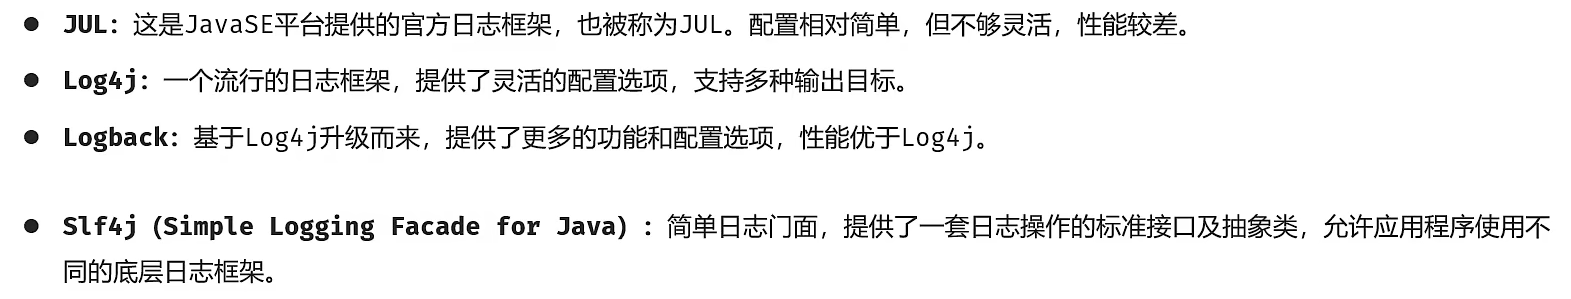 ● JUL：这是JavaSE平台提供的官方日志框架，也被称为JUL。配置相对简单，但不够灵活，性能较差。
● Log4j：一个流行的日志框架，提供了灵活的配置选项，支持多种输出目标。
● Logback：基于Log4j升级而来，提供了更多的功能和配置选项，性能优于Log4j。
● Slf4j（Simple Logging Facade for Java）：简单日志门面，提供了一套日志操作的标准接口及抽象类，允许应用程序使用不
同的底层日志框架。